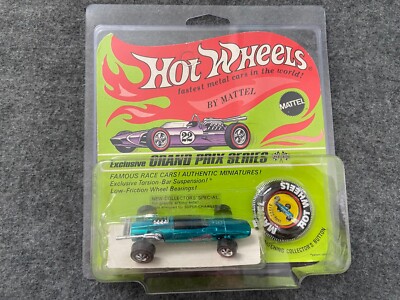 HOT WHEELS
fastest metal cars in the world!
BY MATTEL
MATTEL
22
Exclusive GRAND PRIX SERIES
FAMOUS RACE CARS! AUTHENTIC MINIATURES!
Exclusive Torsion-Bar Suspension!
Low-Friction Wheel Bearings!
NEW COLLECTOR'S SPECIAL
HOT WHEELS
COLLECTOR'S BUTTON